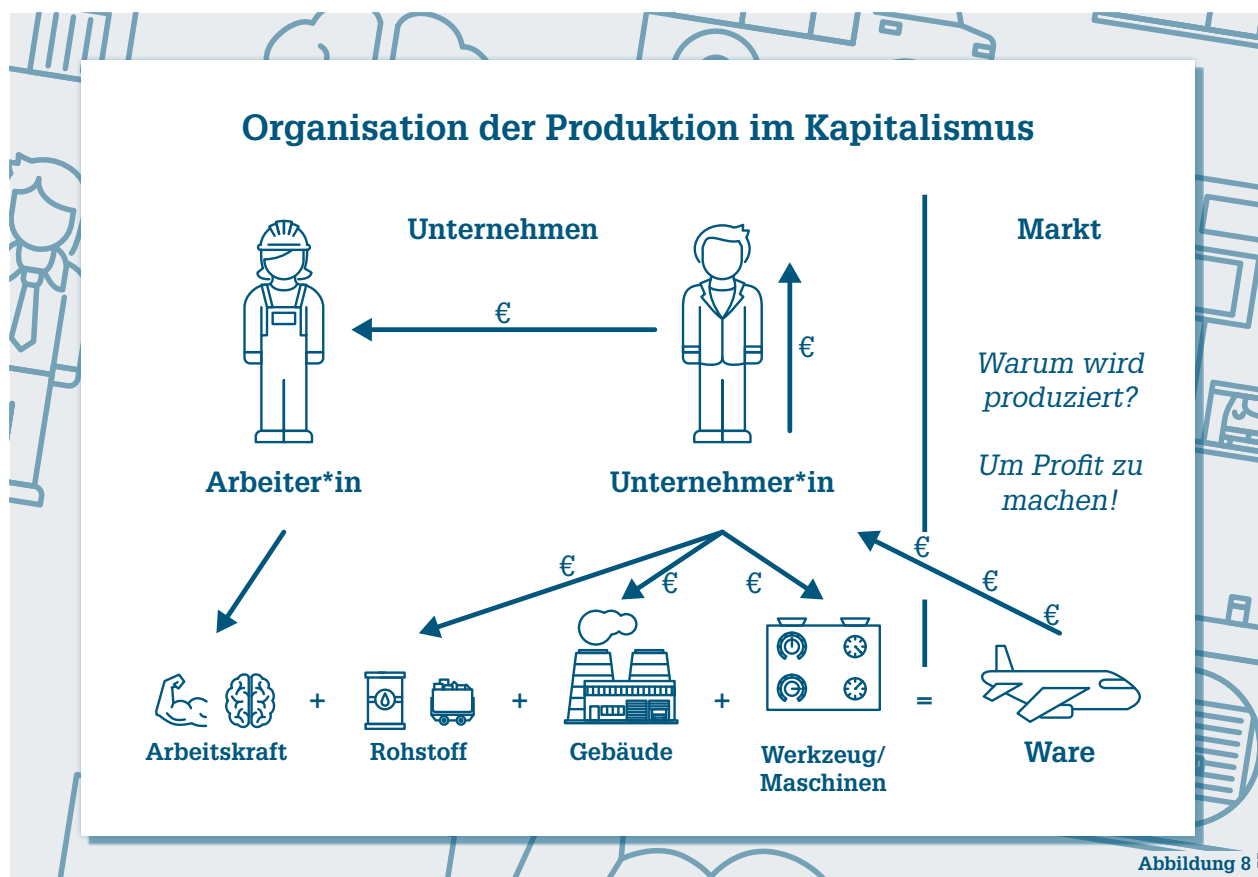 Organisation der Produktion im Kapitalismus
Unternehmen
Markt
€
€
Warum wird
produziert?
Um Profit zu
machen!
Arbeiter*in
Unternehmer*in
€
€
€
€
€
€
+
+
+
=
Arbeitskraft
Rohstoff
Gebäude
Werkzeug/
Maschinen
Ware
Abbildung 8